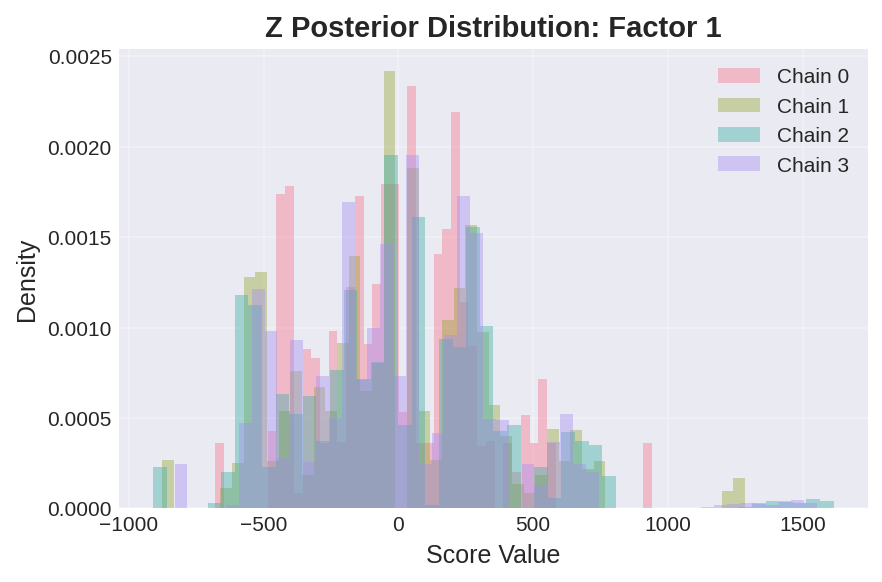 Z Posterior Distribution: Factor 1
Chain 0
Chain 1
Chain 2
Chain 3
Density
0.0025
0.0020
0.0015
0.0010
0.0005
0.0000
−1000 −500 0 500 1000 1500
Score Value